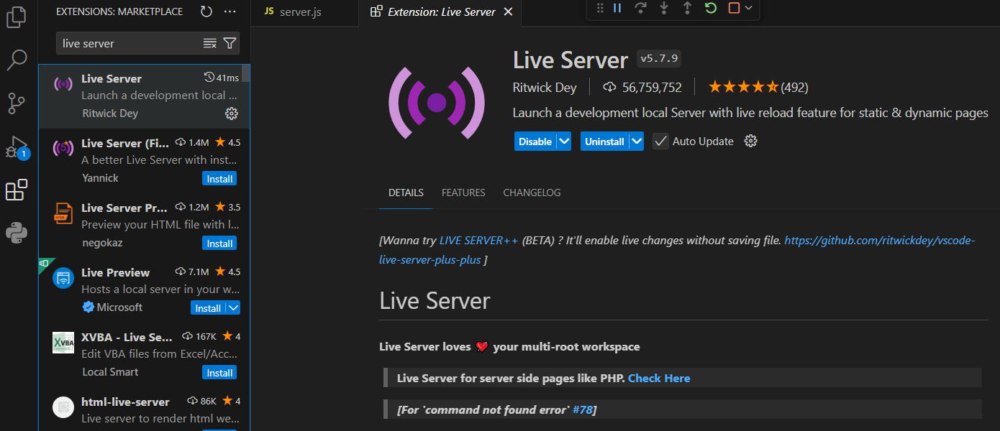 EXTENSIONS: MARKETPLACE
live server
Live Server
41ms
Launch a development local ...
Ritwick Dey
Live Server (Fi... 1.4M 4.5
A better Live Server with inst...
Yannick
Install
Live Server Pr... 1.2M 3.5
Preview your HTML file with l...
negokaz
Install
Live Preview 7.1M 4.5
Hosts a local server in your w...
Microsoft
Install
XVBA - Live Se... 167K 4
Edit VBA files from Excel/Acc...
Local Smart
Install
html-live-server 86K 4
Live server to render html we...
1
HTML
XVBA
5
JS server.js
Extension: Live Server
Live Server v5.7.9
Ritwick Dey 56,759,752 (492)
Launch a development local Server with live reload feature for static & dynamic pages
Disable Uninstall Auto Update
DETAILS FEATURES CHANGELOG
[Wanna try LIVE SERVER++ (BETA) ? It'll enable live changes without saving file. https://github.com/ritwickdey/vscode-
live-server-plus-plus ]
Live Server
Live Server loves 💖 your multi-root workspace
Live Server for server side pages like PHP. Check Here
[For `command not found error` #78]